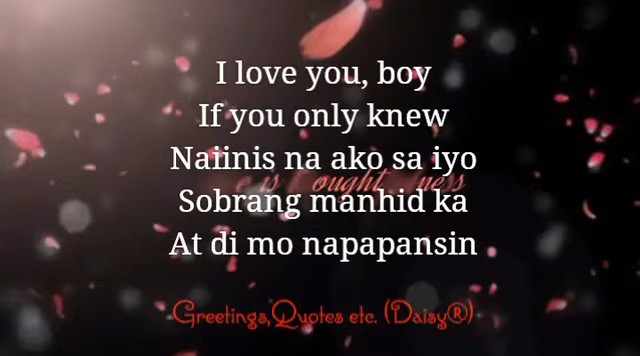 I love you, boy
If you only knew
Naiinis na ako sa iyo
Sobrang manhid ka
At di mo napapansin
Greetings,Quotes etc. (Daisy®)